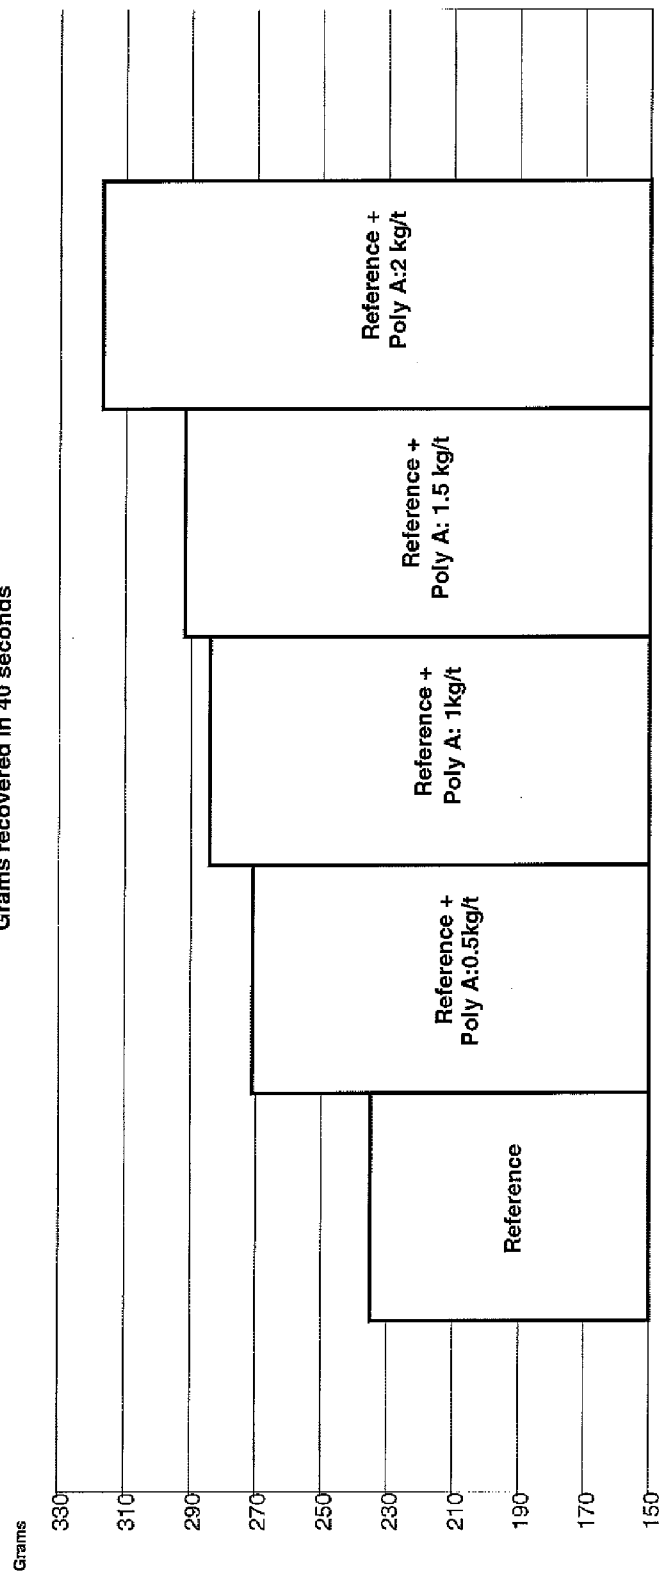 Grams recovered in 40 seconds
Grams
330
310
290
270
250
230
210
190
170
150
Reference
Reference +
Poly A:0.5kg/t
Reference +
Poly A: 1kg/t
Reference +
Poly A: 1.5 kg/t
Reference +
Poly A:2 kg/t